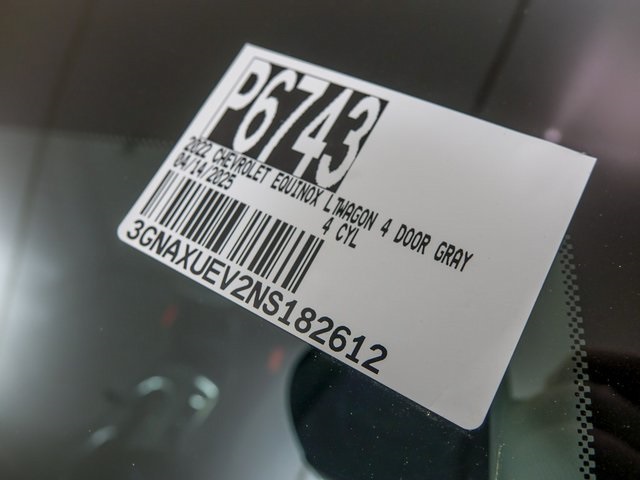 P6743
2022 CHEVROLET EQUINOX LTWAGON 4 DOOR GRAY
04/14/2025 4 CYL
3GNAXUEV2NS182612